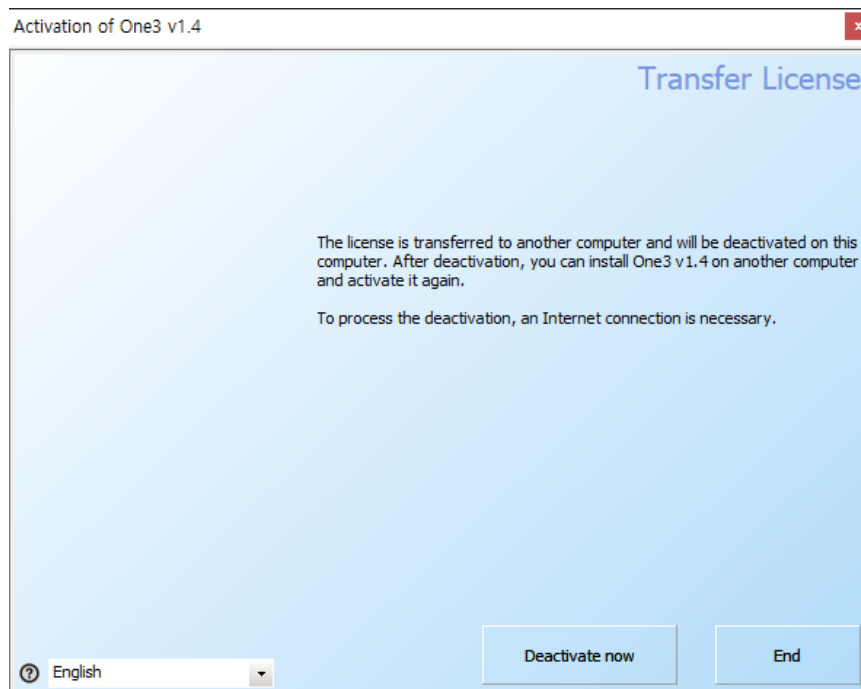 Activation of One3 v1.4
x
Transfer License
The license is transferred to another computer and will be deactivated on this
computer. After deactivation, you can install One3 v1.4 on another computer
and activate it again.
To process the deactivation, an Internet connection is necessary.
Deactivate now
End
? English